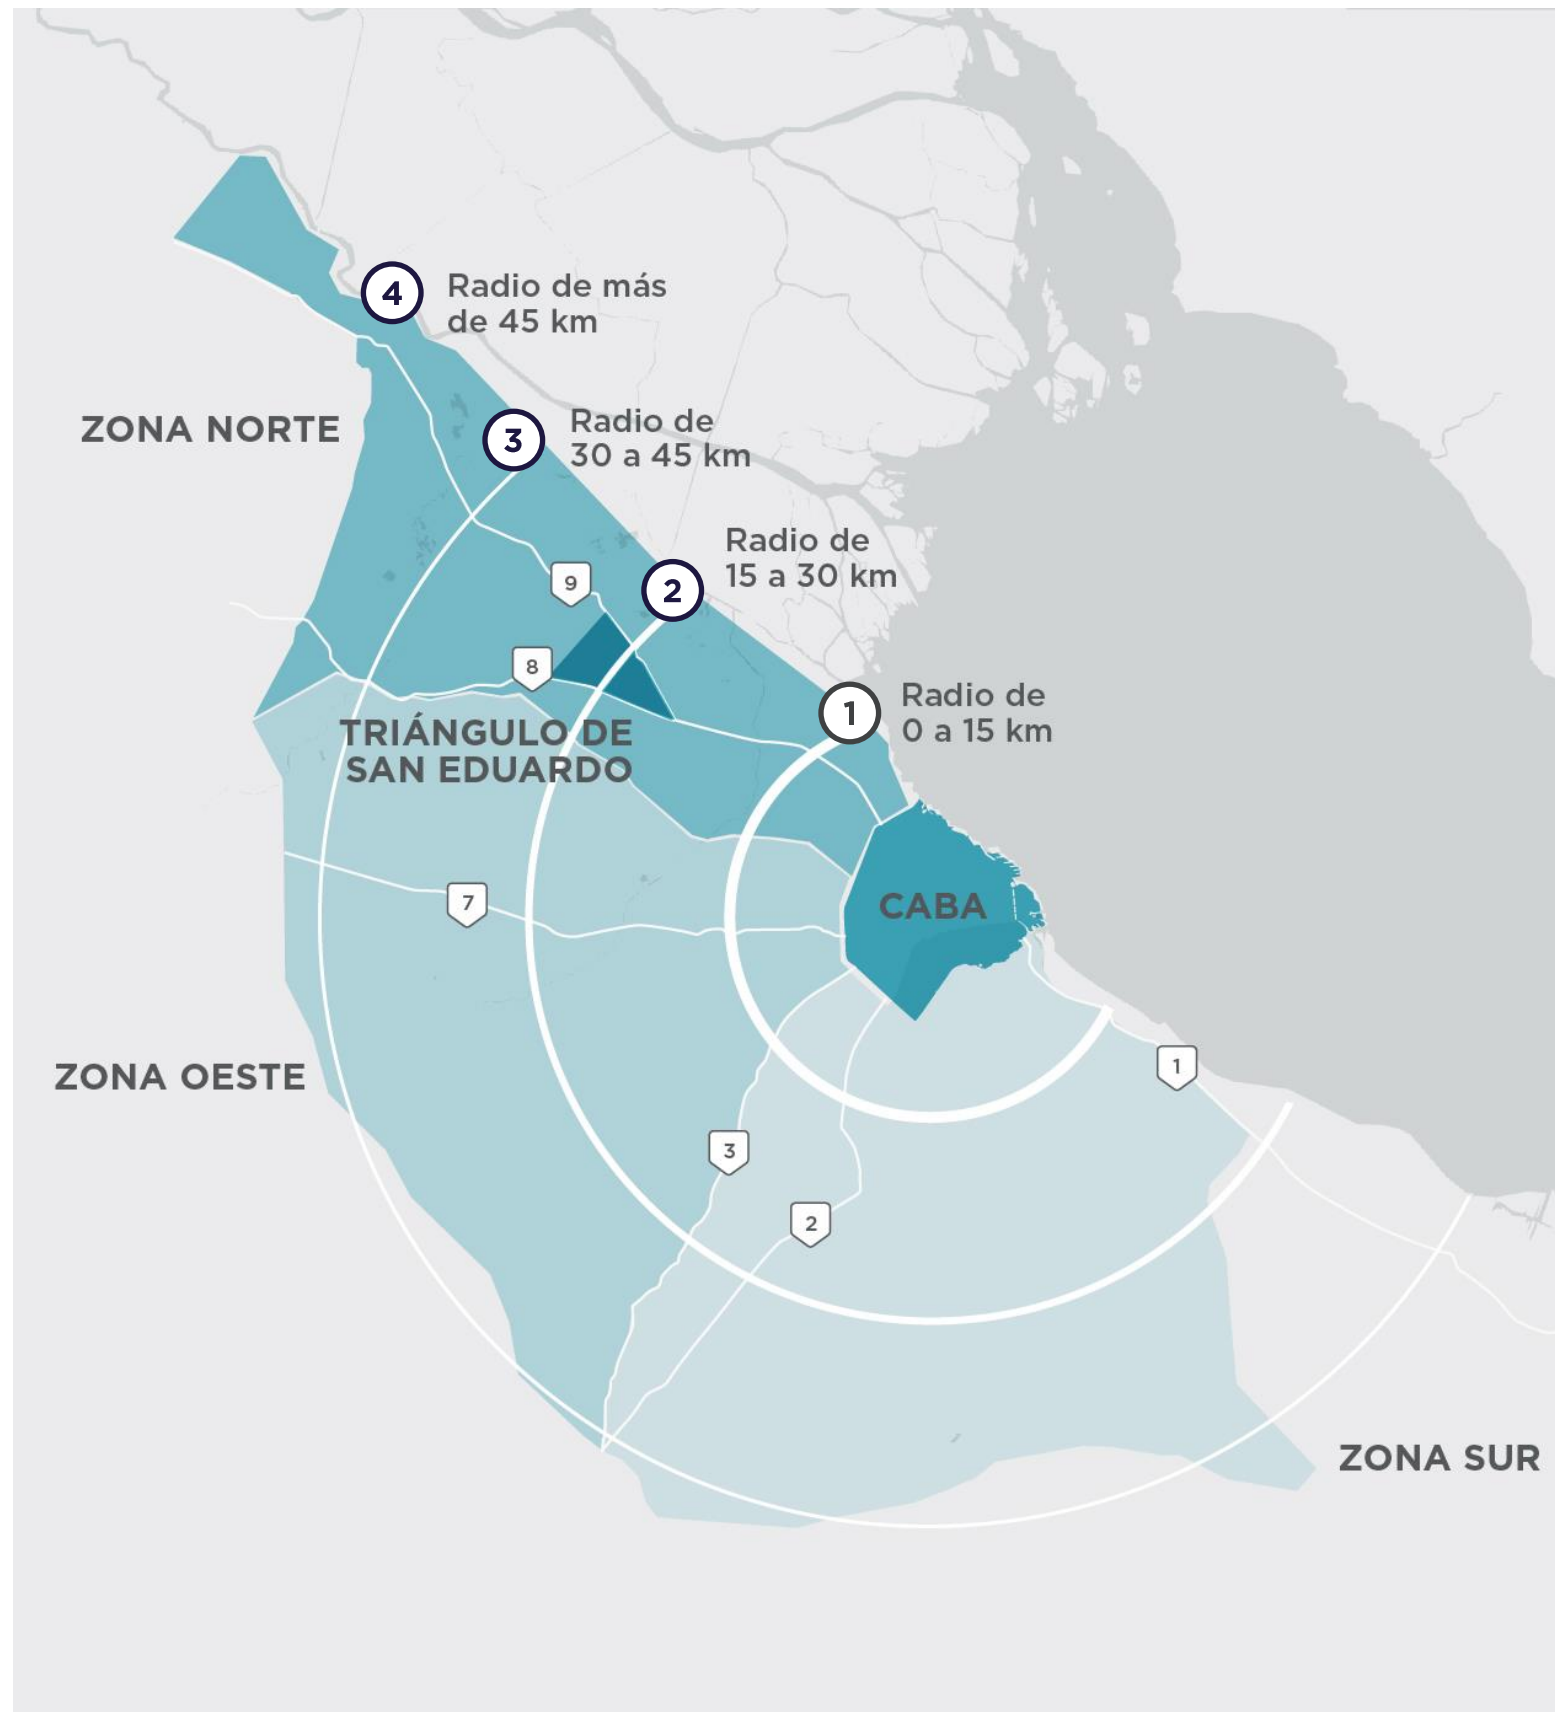 4
Radio de más
de 45 km
ZONA NORTE
3
Radio de
30 a 45 km
2
Radio de
15 a 30 km
9
8
1
Radio de
0 a 15 km
TRIÁNGULO DE
SAN EDUARDO
7
CABA
ZONA OESTE
1
3
2
ZONA SUR